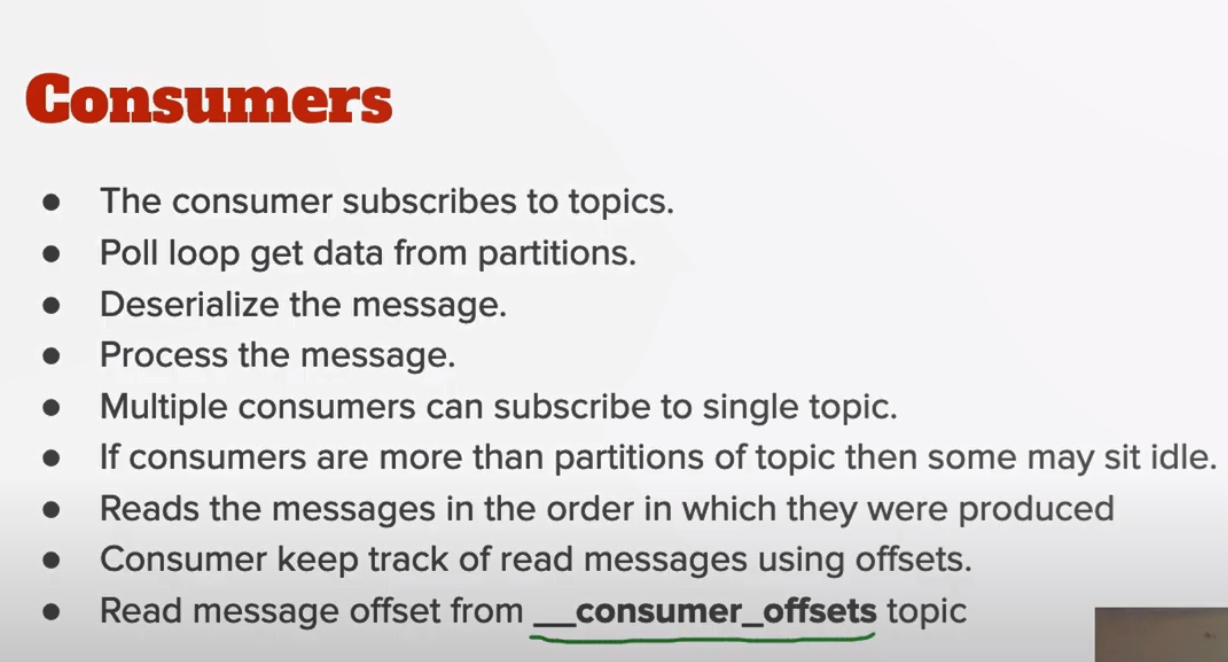 Consumers
● The consumer subscribes to topics.
● Poll loop get data from partitions.
● Deserialize the message.
● Process the message.
● Multiple consumers can subscribe to single topic.
● If consumers are more than partitions of topic then some may sit idle.
● Reads the messages in the order in which they were produced
● Consumer keep track of read messages using offsets.
● Read message offset from __consumer_offsets topic